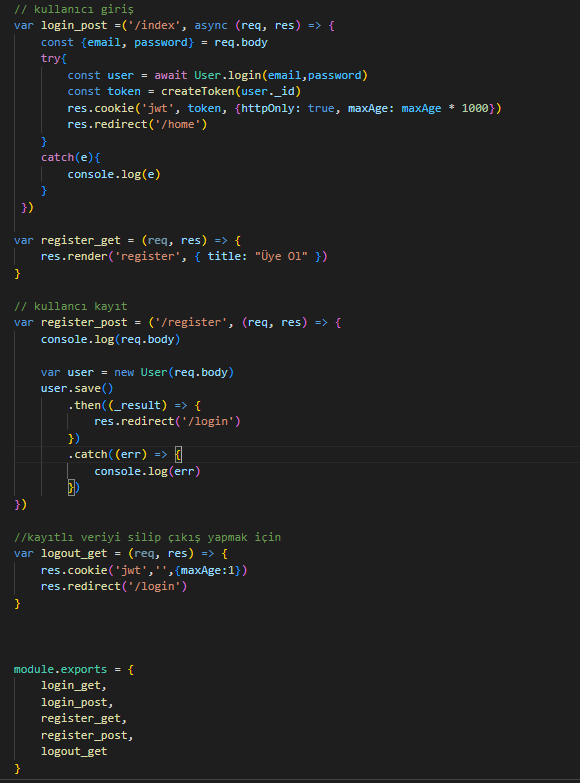 // kullanıcı giriş
var login_post =('/index', async (req, res) => {
    const {email, password} = req.body
    try{
        const user = await User.login(email,password)
        const token = createToken(user._id)
        res.cookie('jwt', token, {httpOnly: true, maxAge: maxAge * 1000})
        res.redirect('/home')
    }
    catch(e){
        console.log(e)
    }
 })
var register_get = (req, res) => {
    res.render('register', { title: "Üye Ol" })
}
// kullancı kayıt
var register_post = ('/register', (req, res) => {
    console.log(req.body)
    var user = new User(req.body)
    user.save()
        .then((_result) => {
            res.redirect('/login')
        })
        .catch((err) => {
            console.log(err)
        })
})
//kayıtlı veriyi silip çıkış yapmak için
var logout_get = (req, res) => {
    res.cookie('jwt','',{maxAge:1})
    res.redirect('/login')
}
module.exports = {
    login_get,
    login_post,
    register_get,
    register_post,
    logout_get
}